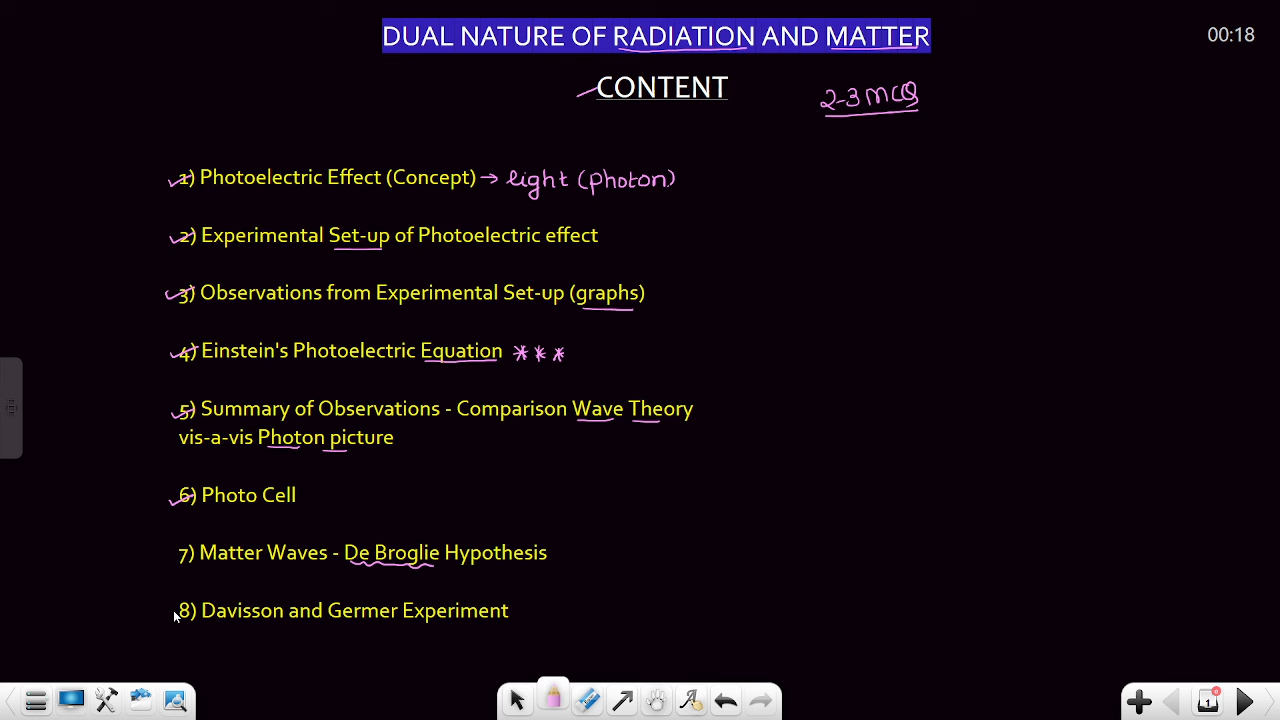 DUAL NATURE OF RADIATION AND MATTER
00:18
CONTENT
2-3 MCQ
1) Photoelectric Effect (Concept) → light (photon)
2) Experimental Set-up of Photoelectric effect
3) Observations from Experimental Set-up (graphs)
4) Einstein's Photoelectric Equation ***
5) Summary of Observations - Comparison Wave Theory
vis-a-vis Photon picture
6) Photo Cell
7) Matter Waves - De Broglie Hypothesis
8) Davisson and Germer Experiment
1